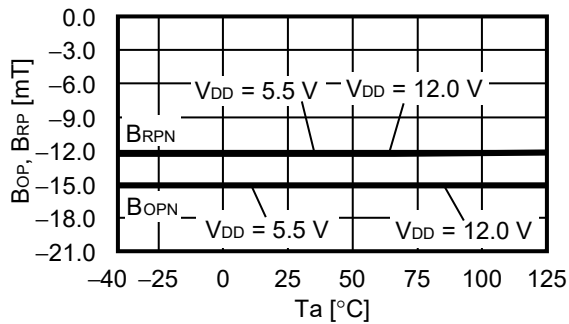 BOP, BRP [mT]
0.0
−3.0
−6.0
−9.0
−12.0
−15.0
−18.0
−21.0
VDD = 5.5 V
VDD = 12.0 V
BRPN
BOPN
VDD = 5.5 V
VDD = 12.0 V
−40 −25 0 25 50 75 100 125
Ta [°C]